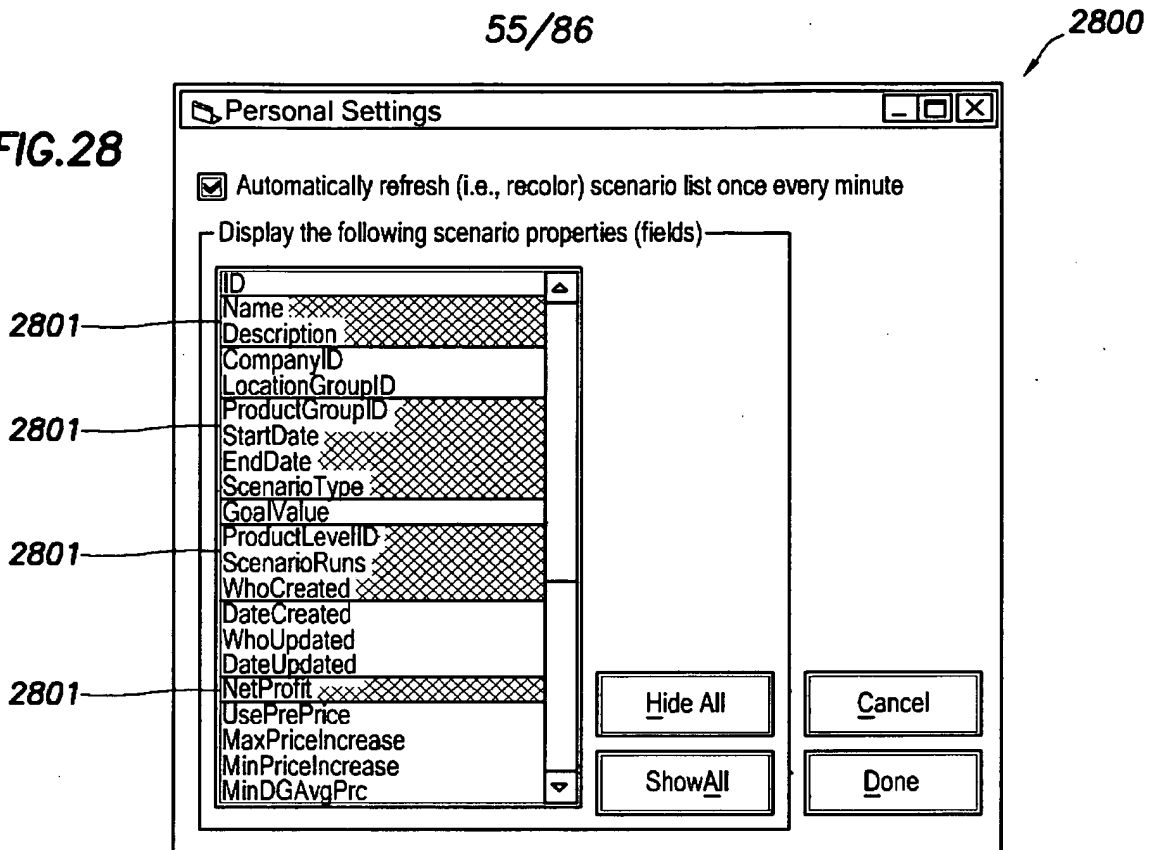 55/86
2800
FIG.28
Personal Settings
Automatically refresh (i.e., recolor) scenario list once every minute
Display the following scenario properties (fields)
ID
Name
2801
Description
CompanyID
LocationGroupID
ProductGroupID
2801
StartDate
EndDate
ScenarioType
GoalValue
ProductLevelID
2801
ScenarioRuns
WhoCreated
DateCreated
WhoUpdated
DateUpdated
2801
NetProfit
UsePrePrice
MaxPriceIncrease
MinPriceIncrease
MinDGAvgPrc
Hide All
Cancel
ShowAll
Done